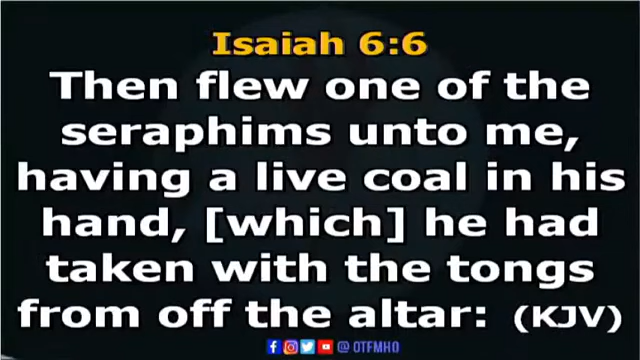 Isaiah 6:6
Then flew one of the
seraphims unto me,
having a live coal in his
hand, [which] he had
taken with the tongs
from off the altar: (KJV)
@ OTFMHO